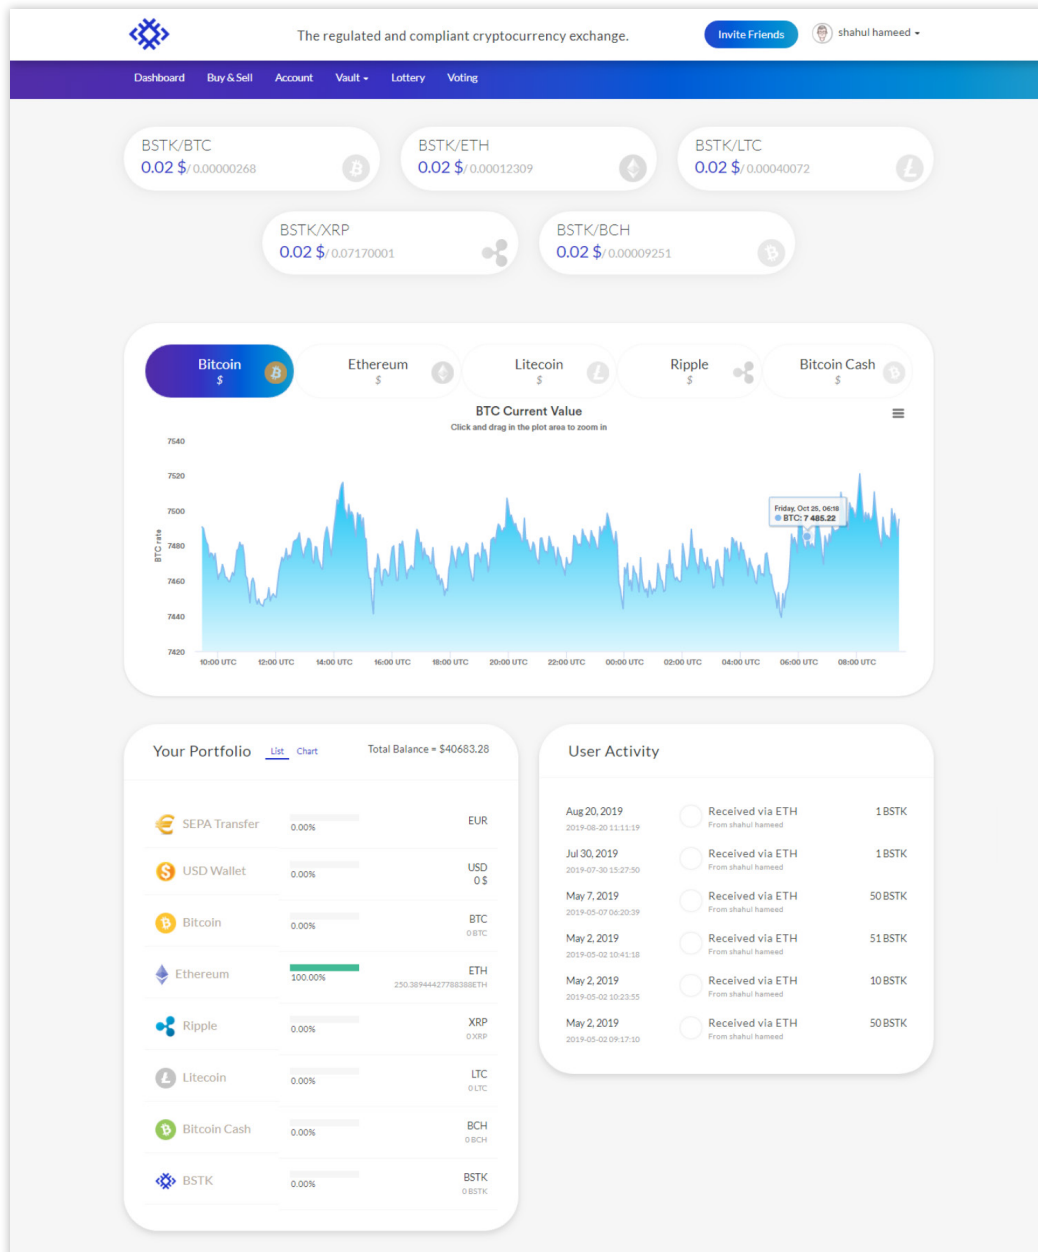 The regulated and compliant cryptocurrency exchange.
Invite Friends
shahul hameed
Dashboard Buy & Sell Account Vault Lottery Voting
BSTK/BTC
0.02 $/ 0.00000268
BSTK/ETH
0.02 $/ 0.00012309
BSTK/LTC
0.02 $/ 0.00040072
BSTK/XRP
0.02 $/ 0.07170001
BSTK/BCH
0.02 $/ 0.00009251
Bitcoin
$
Ethereum
$
Litecoin
$
Ripple
$
Bitcoin Cash
$
BTC Current Value
Click and drag in the plot area to zoom in
BTC rate
7540
7520
7500
7480
7460
7440
7420
Friday, Oct 25, 06:18
BTC: 7 485.22
10:00 UTC 12:00 UTC 14:00 UTC 16:00 UTC 18:00 UTC 20:00 UTC 22:00 UTC 00:00 UTC 02:00 UTC 04:00 UTC 06:00 UTC 08:00 UTC
Your Portfolio List Chart Total Balance = $40683.28
SEPA Transfer 0.00% EUR
USD Wallet 0.00% USD
0 $
Bitcoin 0.00% BTC
0 BTC
Ethereum 100.00% ETH
250.38944427788388ETH
Ripple 0.00% XRP
0 XRP
Litecoin 0.00% LTC
0 LTC
Bitcoin Cash 0.00% BCH
0 BCH
BSTK 0.00% BSTK
0 BSTK
User Activity
Aug 20, 2019 Received via ETH 1 BSTK
2019-08-20 11:11:19 From shahul hameed
Jul 30, 2019 Received via ETH 1 BSTK
2019-07-30 15:27:50 From shahul hameed
May 7, 2019 Received via ETH 50 BSTK
2019-05-07 06:20:39 From shahul hameed
May 2, 2019 Received via ETH 51 BSTK
2019-05-02 10:41:18 From shahul hameed
May 2, 2019 Received via ETH 10 BSTK
2019-05-02 10:23:55 From shahul hameed
May 2, 2019 Received via ETH 50 BSTK
2019-05-02 09:17:10 From shahul hameed